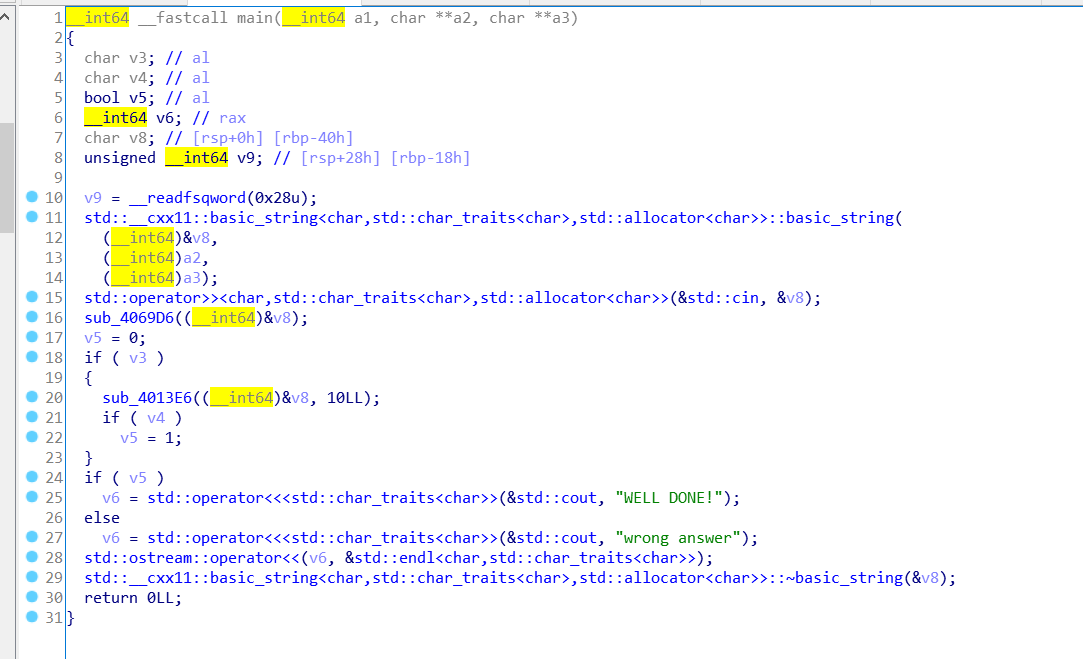 1 __int64 __fastcall main(__int64 a1, char **a2, char **a3)
2 {
3 char v3; // al
4 char v4; // al
5 bool v5; // al
6 __int64 v6; // rax
7 char v8; // [rsp+0h] [rbp-40h]
8 unsigned __int64 v9; // [rsp+28h] [rbp-18h]
9
10 v9 = __readfsqword(0x28u);
11 std::__cxx11::basic_string<char,std::char_traits<char>,std::allocator<char>>::basic_string(
12 (__int64)&v8,
13 (__int64)a2,
14 (__int64)a3);
15 std::operator>><char,std::char_traits<char>,std::allocator<char>>(&std::cin, &v8);
16 sub_4069D6((__int64)&v8);
17 v5 = 0;
18 if ( v3 )
19 {
20 sub_4013E6((__int64)&v8, 10LL);
21 if ( v4 )
22 v5 = 1;
23 }
24 if ( v5 )
25 v6 = std::operator<<<std::char_traits<char>>(&std::cout, "WELL DONE!");
26 else
27 v6 = std::operator<<<std::char_traits<char>>(&std::cout, "wrong answer");
28 std::ostream::operator<<(v6, &std::endl<char,std::char_traits<char>>);
29 std::__cxx11::basic_string<char,std::char_traits<char>,std::allocator<char>>::~basic_string(&v8);
30 return 0LL;
31 }